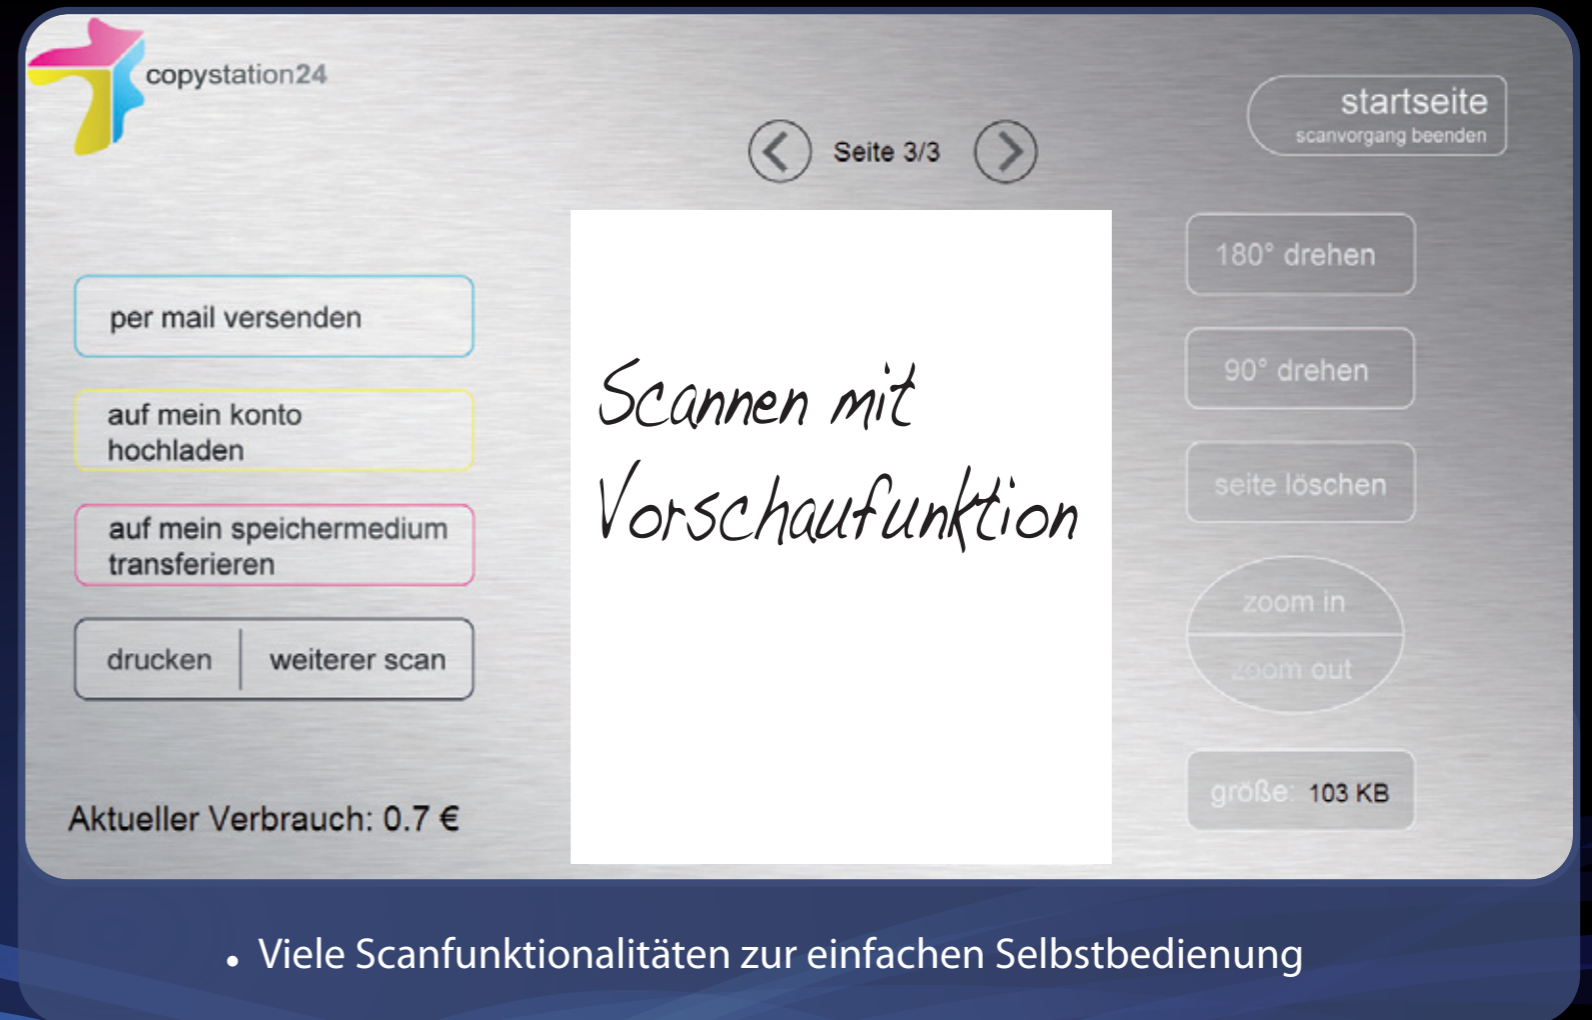 copystation24
startseite
scanvorgang beenden
Seite 3/3
180° drehen
per mail versenden
90° drehen
auf mein konto
hochladen
Scannen mit
Vorschaufunktion
seite löschen
auf mein speichermedium
transferieren
zoom in
zoom out
drucken | weiterer scan
größe: 103 KB
Aktueller Verbrauch: 0.7 €
• Viele Scanfunktionalitäten zur einfachen Selbstbedienung